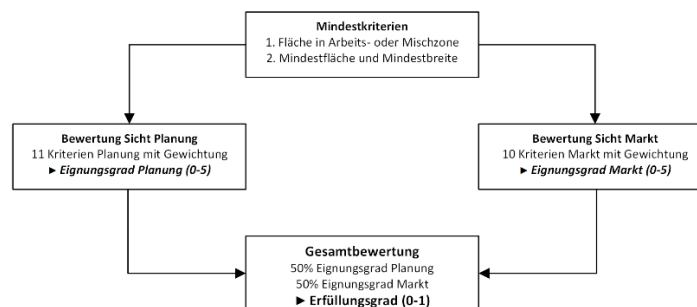 Mindestkriterien
1. Fläche in Arbeits- oder Mischzone
2. Mindestfläche und Mindestbreite
Bewertung Sicht Planung
11 Kriterien Planung mit Gewichtung
► Eignungsgrad Planung (0-5)
Bewertung Sicht Markt
10 Kriterien Markt mit Gewichtung
► Eignungsgrad Markt (0-5)
Gesamtbewertung
50% Eignungsgrad Planung
50% Eignungsgrad Markt
► Erfüllungsgrad (0-1)